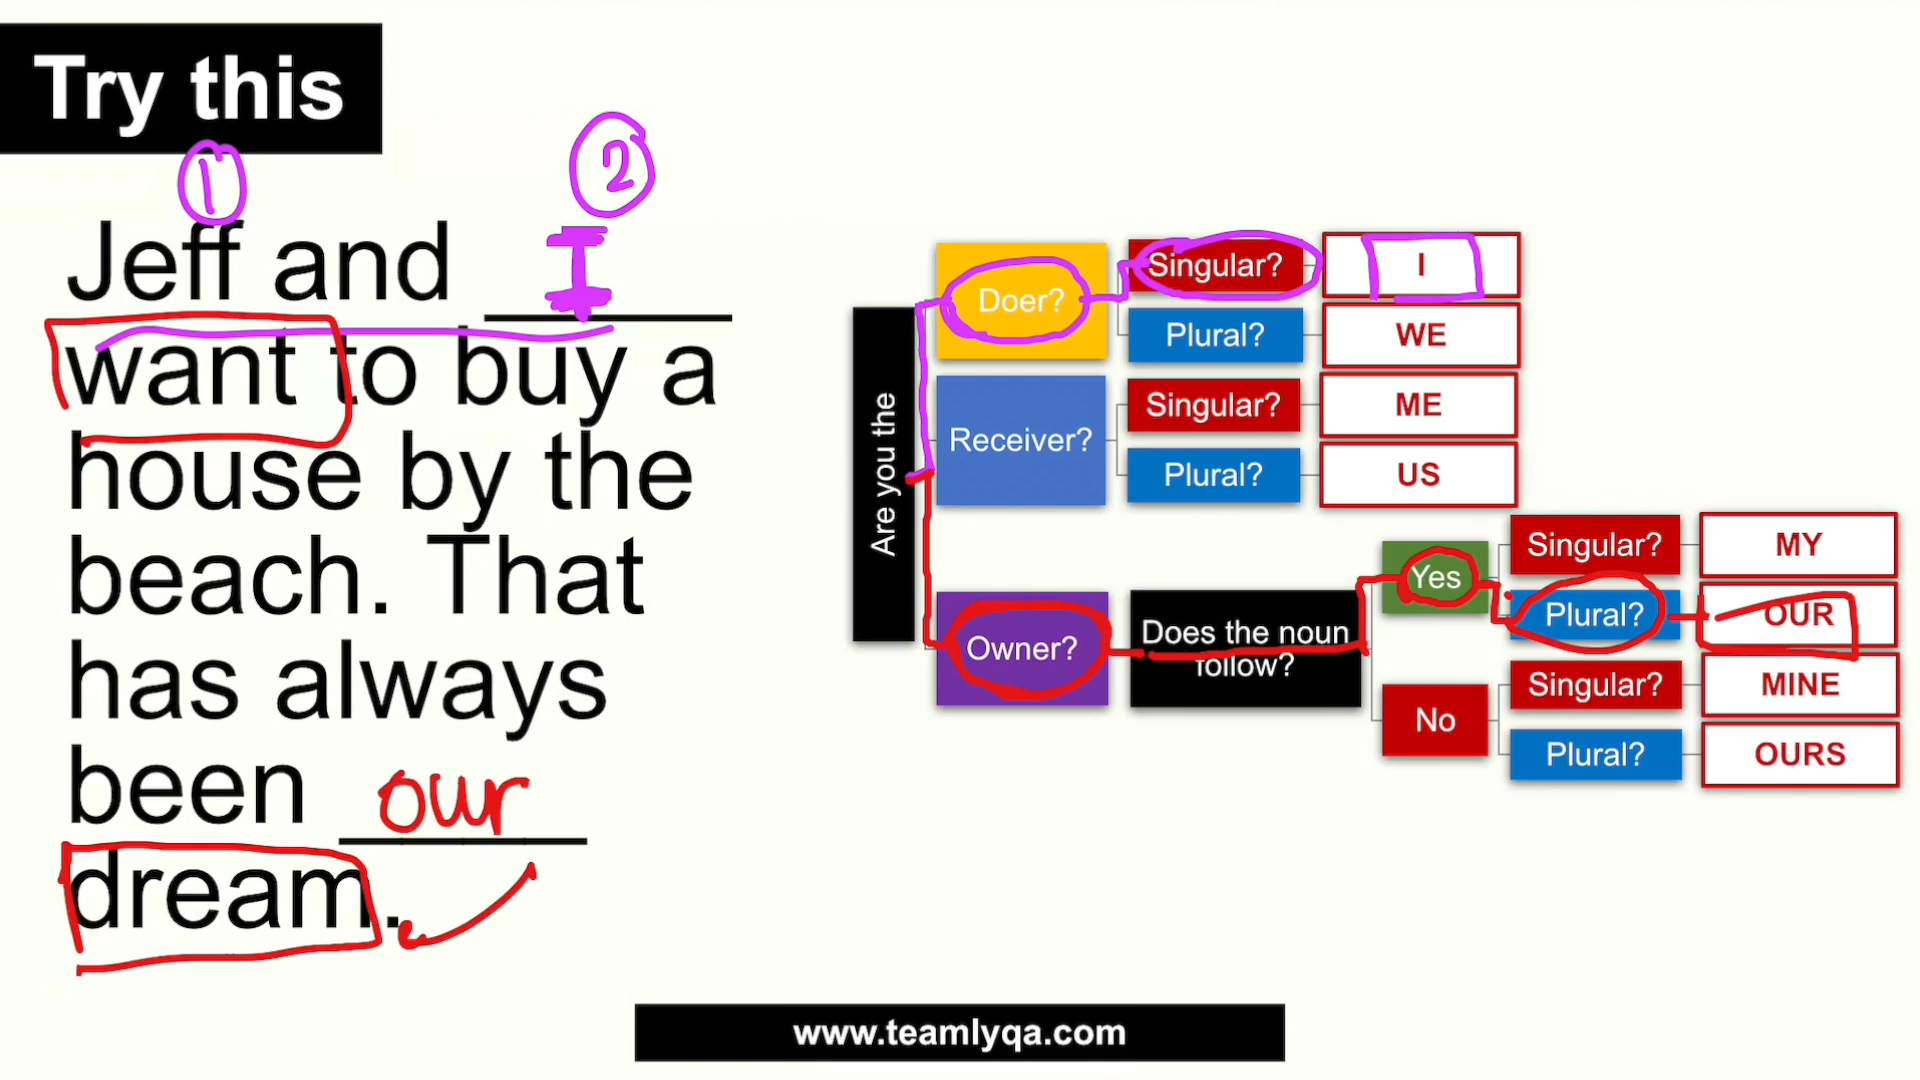 Try this
1
2
Jeff and I
want to buy a
house by the
beach. That
has always
been our
dream.
Are you the
Doer?
Singular?
I
Plural?
WE
Receiver?
Singular?
ME
Plural?
US
Owner?
Does the noun
follow?
Yes
Singular?
MY
Plural?
OUR
No
Singular?
MINE
Plural?
OURS
www.teamlyqa.com